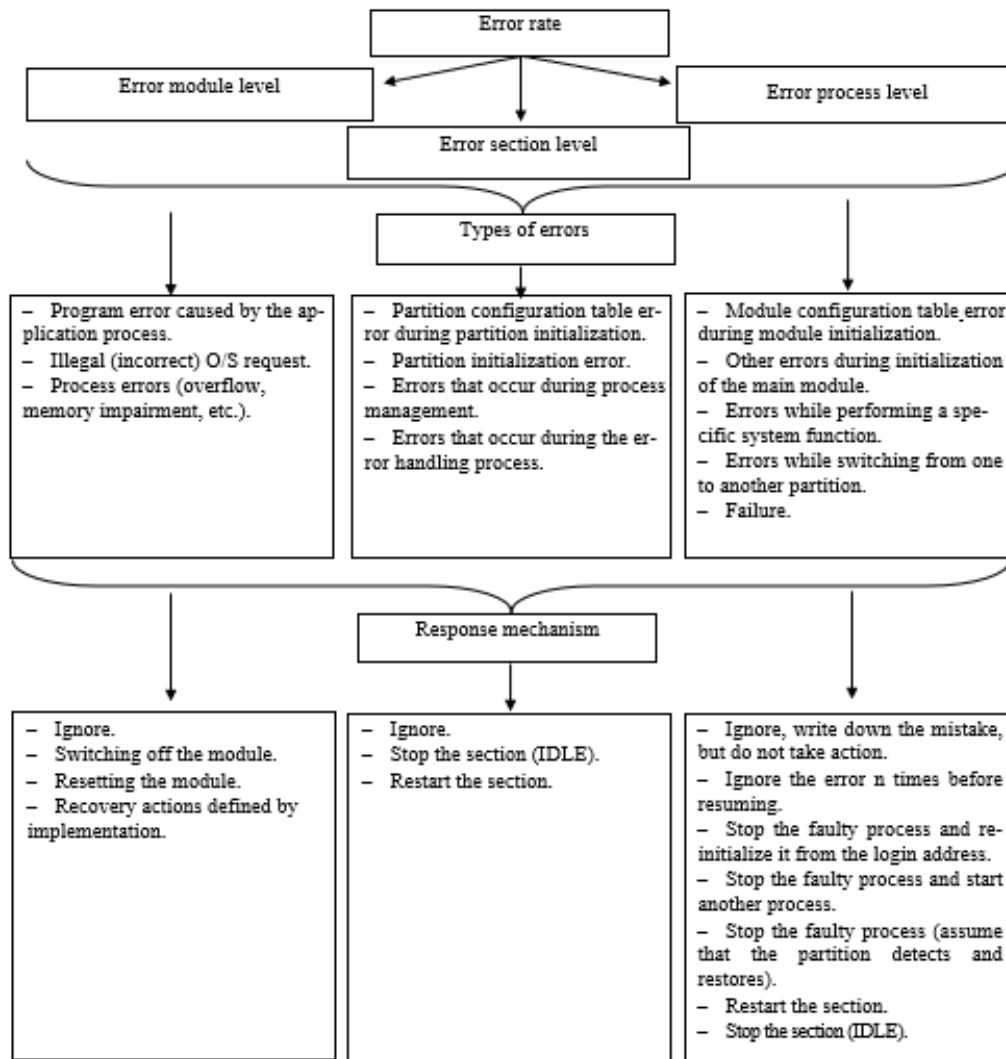 Error rate
Error module level
Error process level
Error section level
Types of errors
– Program error caused by the ap-
plication process.
– Illegal (incorrect) O/S request.
– Process errors (overflow,
memory impairment, etc.).
– Partition configuration table er-
ror during partition initialization.
– Partition initialization error.
– Errors that occur during process
management.
– Errors that occur during the er-
ror handling process.
– Module configuration table error
during module initialization.
– Other errors during initialization
of the main module.
– Errors while performing a spe-
cific system function.
– Errors while switching from one
to another partition.
– Failure.
Response mechanism
– Ignore.
– Switching off the module.
– Resetting the module.
– Recovery actions defined by
implementation.
– Ignore.
– Stop the section (IDLE).
– Restart the section.
– Ignore, write down the mistake,
but do not take action.
– Ignore the error n times before
resuming.
– Stop the faulty process and re-
initialize it from the login address.
– Stop the faulty process and start
another process.
– Stop the faulty process (assume
that the partition detects and
restores).
– Restart the section.
– Stop the section (IDLE).